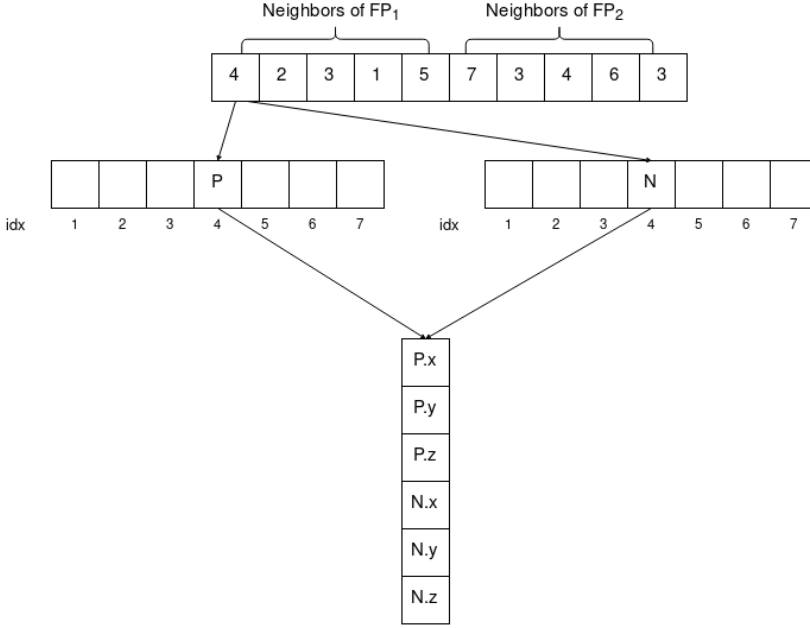 Neighbors of FP1 Neighbors of FP2
4 2 3 1 5 7 3 4 6 3
P N
idx 1 2 3 4 5 6 7 idx 1 2 3 4 5 6 7
P.x
P.y
P.z
N.x
N.y
N.z